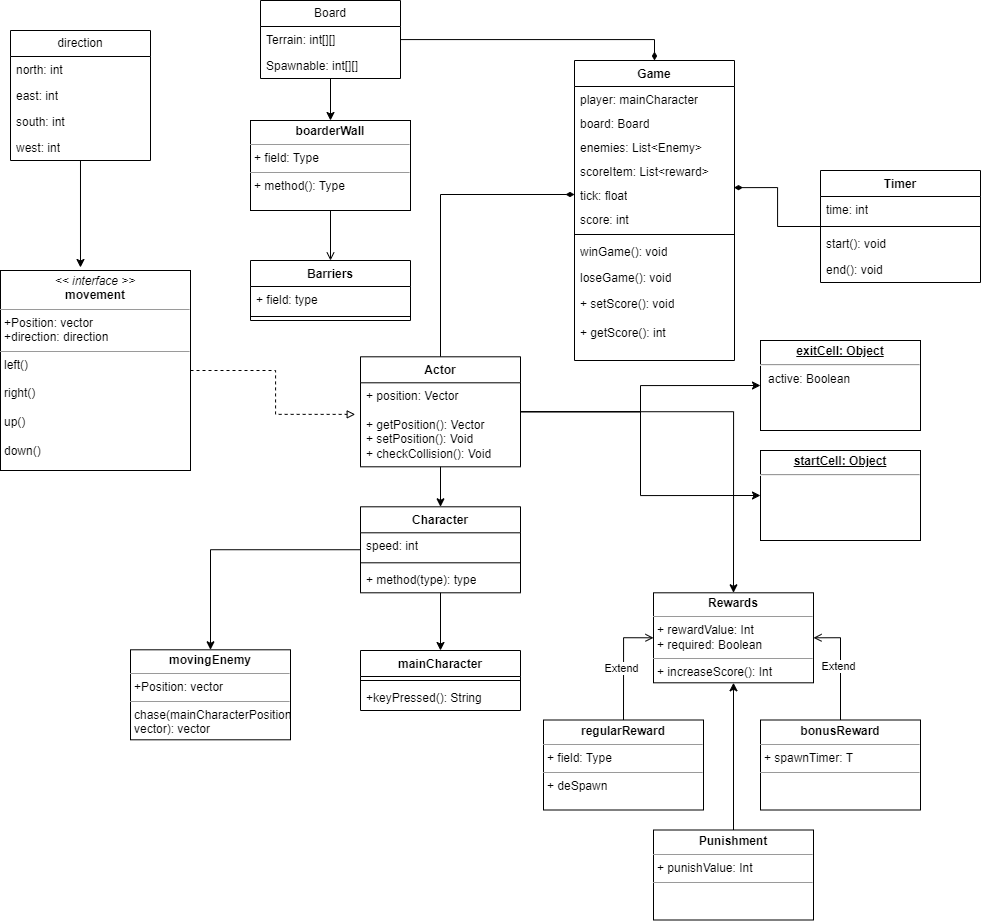 Board
Terrain: int[][]
Spawnable: int[][]
direction
north: int
east: int
south: int
west: int
Game
player: mainCharacter
board: Board
enemies: List<Enemy>
scoreItem: List<reward>
tick: float
score: int
winGame(): void
loseGame(): void
+ setScore(): void
+ getScore(): int
boarderWall
+ field: Type
+ method(): Type
Timer
time: int
start(): void
end(): void
Barriers
+ field: type
<< interface >>
movement
+Position: vector
+direction: direction
left()
right()
up()
down()
Actor
+ position: Vector
+ getPosition(): Vector
+ setPosition(): Void
+ checkCollision(): Void
exitCell: Object
active: Boolean
startCell: Object
Character
speed: int
+ method(type): type
Rewards
+ rewardValue: Int
+ required: Boolean
+ increaseScore(): Int
movingEnemy
+Position: vector
chase(mainCharacterPosition
vector): vector
mainCharacter
+keyPressed(): String
Extend
Extend
regularReward
+ field: Type
+ deSpawn
bonusReward
+ spawnTimer: T
Punishment
+ punishValue: Int